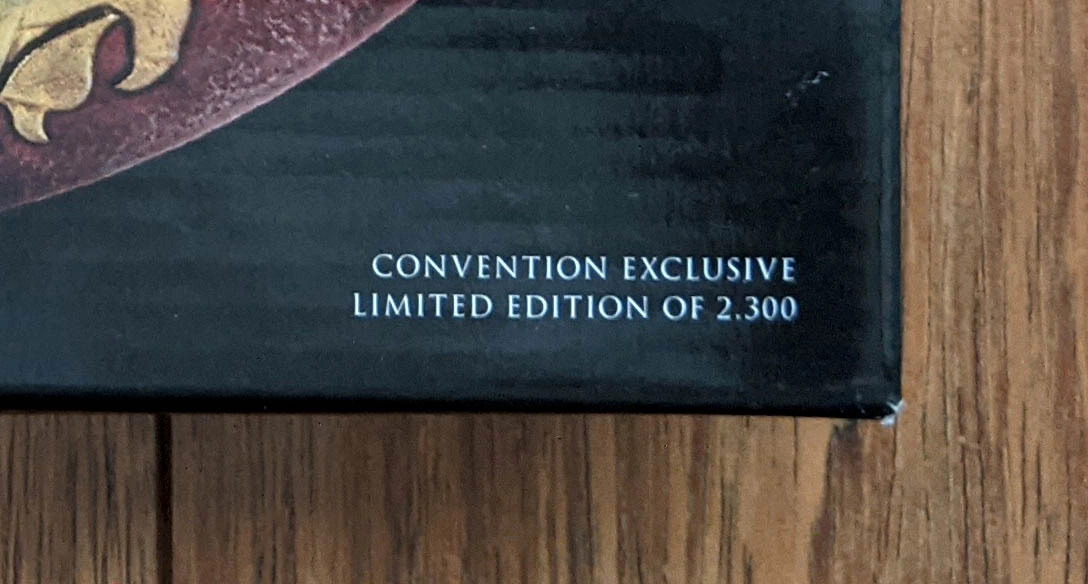 CONVENTION EXCLUSIVE
LIMITED EDITION OF 2.300